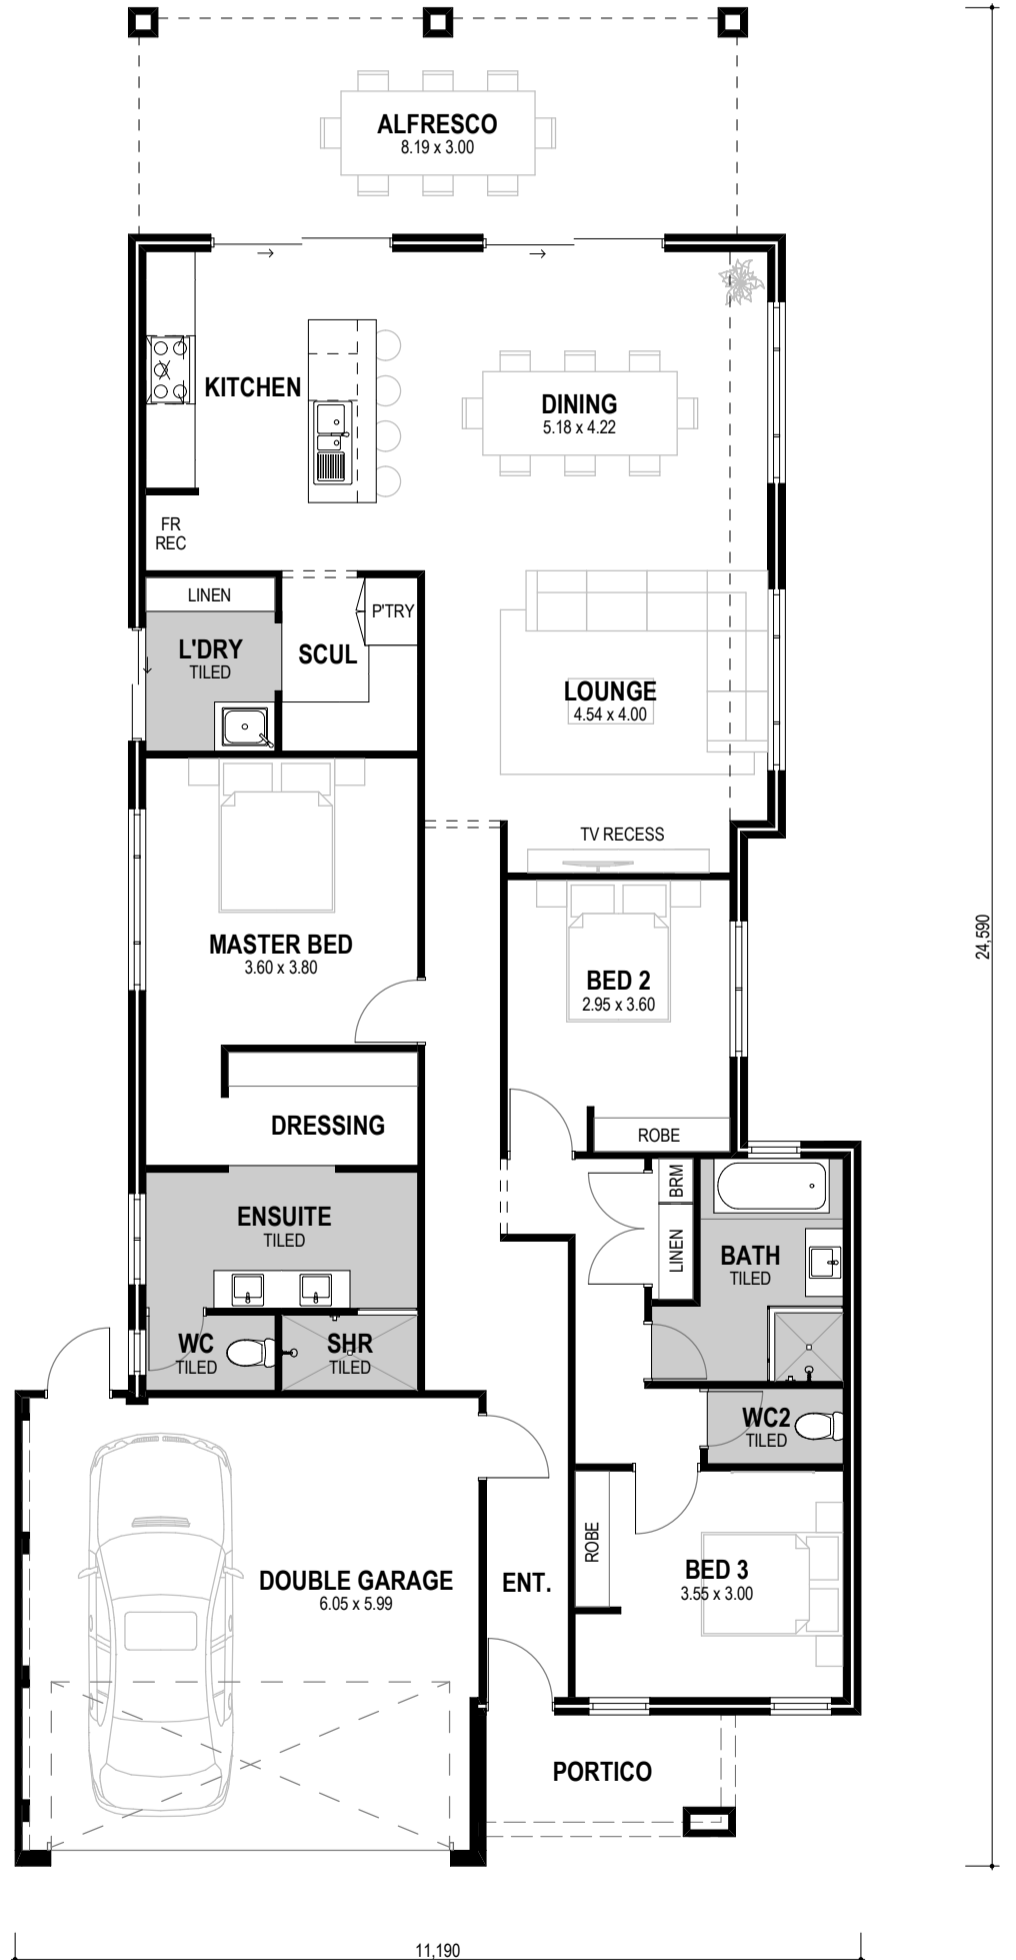 ALFRESCO
8.19 x 3.00
KITCHEN
DINING
5.18 x 4.22
FR
REC
LINEN
P'TRY
L'DRY
TILED
SCUL
LOUNGE
4.54 x 4.00
TV RECESS
MASTER BED
3.60 x 3.80
BED 2
2.95 x 3.60
24,590
DRESSING
ROBE
BRM
LINEN
ENSUITE
TILED
BATH
TILED
WC
TILED
SHR
TILED
WC2
TILED
ROBE
BED 3
3.55 x 3.00
DOUBLE GARAGE
6.05 x 5.99
ENT.
PORTICO
11,190